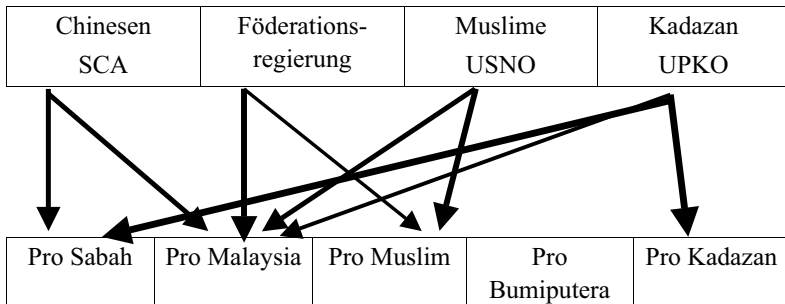 Chinesen
SCA
Föderations-
regierung
Muslime
USNO
Kadazan
UPKO
Pro Sabah
Pro Malaysia
Pro Muslim
Pro
Bumiputera
Pro Kadazan